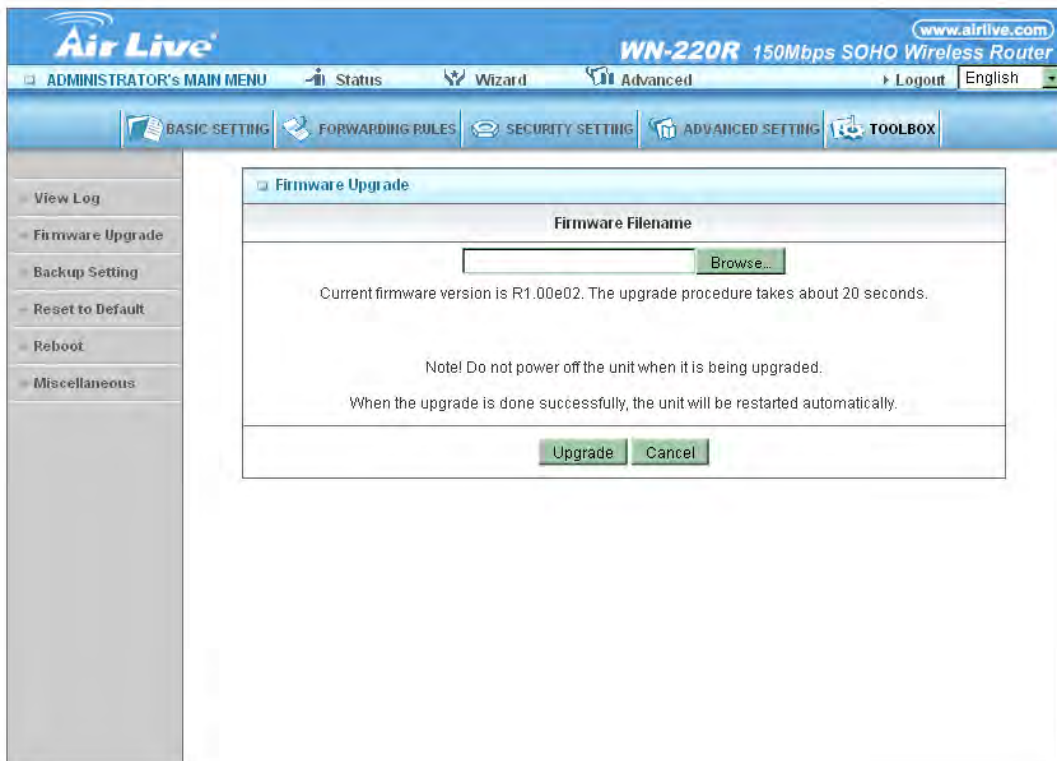 Air Live
www.airlive.com
WN-220R 150Mbps SOHO Wireless Router
ADMINISTRATOR's MAIN MENU Status Wizard Advanced Logout English
BASIC SETTING FORWARDING RULES SECURITY SETTING ADVANCED SETTING TOOLBOX
View Log
Firmware Upgrade
Backup Setting
Reset to Default
Reboot
Miscellaneous
Firmware Upgrade
Firmware Filename
Browse...
Current firmware version is R1.00e02. The upgrade procedure takes about 20 seconds.
Note! Do not power off the unit when it is being upgraded.
When the upgrade is done successfully, the unit will be restarted automatically.
Upgrade Cancel